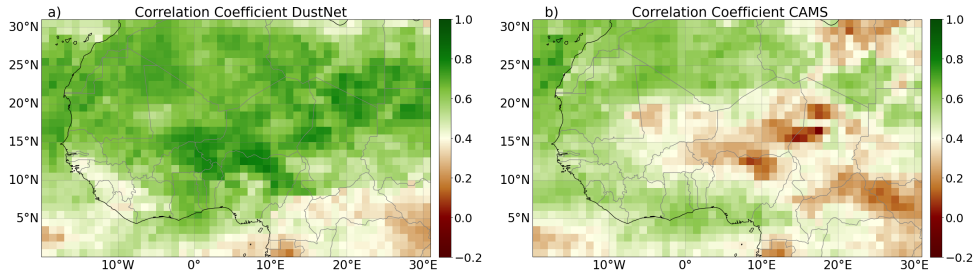 a) Correlation Coefficient DustNet
30°N
25°N
20°N
15°N
10°N
5°N
10°W 0° 10°E 20°E 31°E
1.0
0.8
0.6
0.4
0.2
0.0
−0.2
b) Correlation Coefficient CAMS
30°N
25°N
20°N
15°N
10°N
5°N
10°W 0° 10°E 20°E 31°E
1.0
0.8
0.6
0.4
0.2
0.0
−0.2